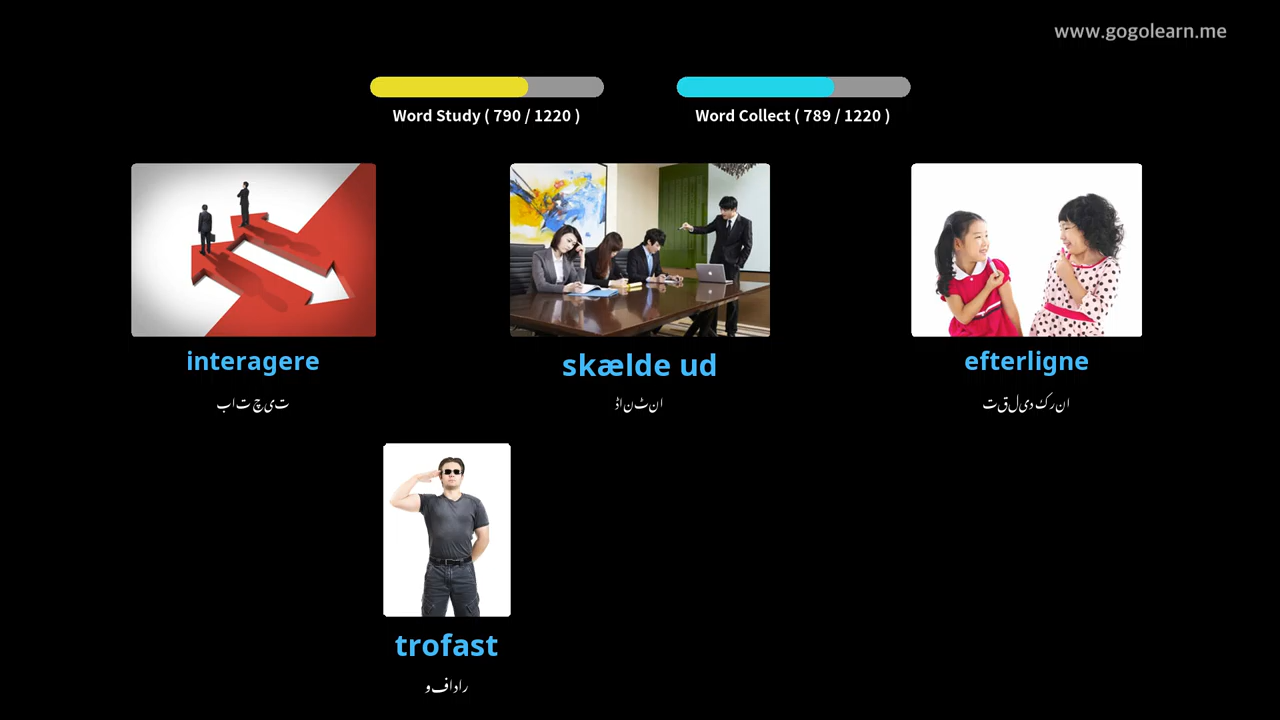 www.gogolearn.me
Word Study ( 790 / 1220 )
Word Collect ( 789 / 1220 )
interagere
skælde ud
efterligne
بات چیت
ڈانٹنا
تقلید کرنا
trofast
وفادار